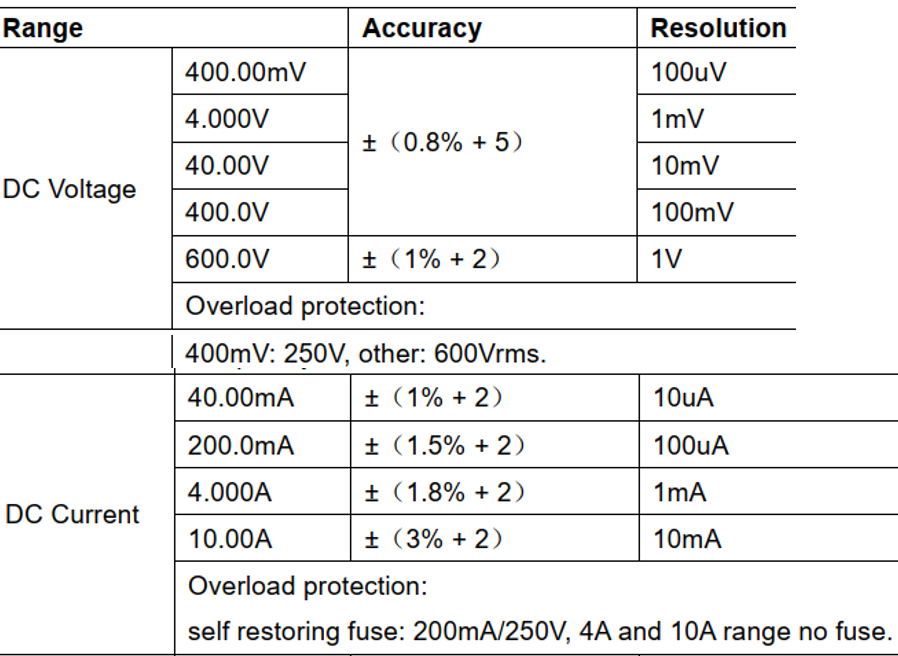 Range Accuracy Resolution
400.00mV 100uV
4.000V 1mV
± （0.8% + 5）
40.00V 10mV
DC Voltage
400.0V 100mV
600.0V ± （1% + 2） 1V
Overload protection:
400mV: 250V, other: 600Vrms.
40.00mA ± （1% + 2） 10uA
200.0mA ± （1.5% + 2） 100uA
4.000A ± （1.8% + 2） 1mA
DC Current
10.00A ± （3% + 2） 10mA
Overload protection:
self restoring fuse: 200mA/250V, 4A and 10A range no fuse.